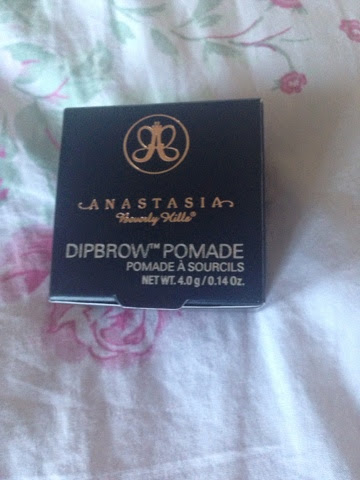 ANASTASIA
Beverly Hills®
DIPBROW™ POMADE
POMADE À SOURCILS
NET WT. 4.0 g / 0.14 Oz.